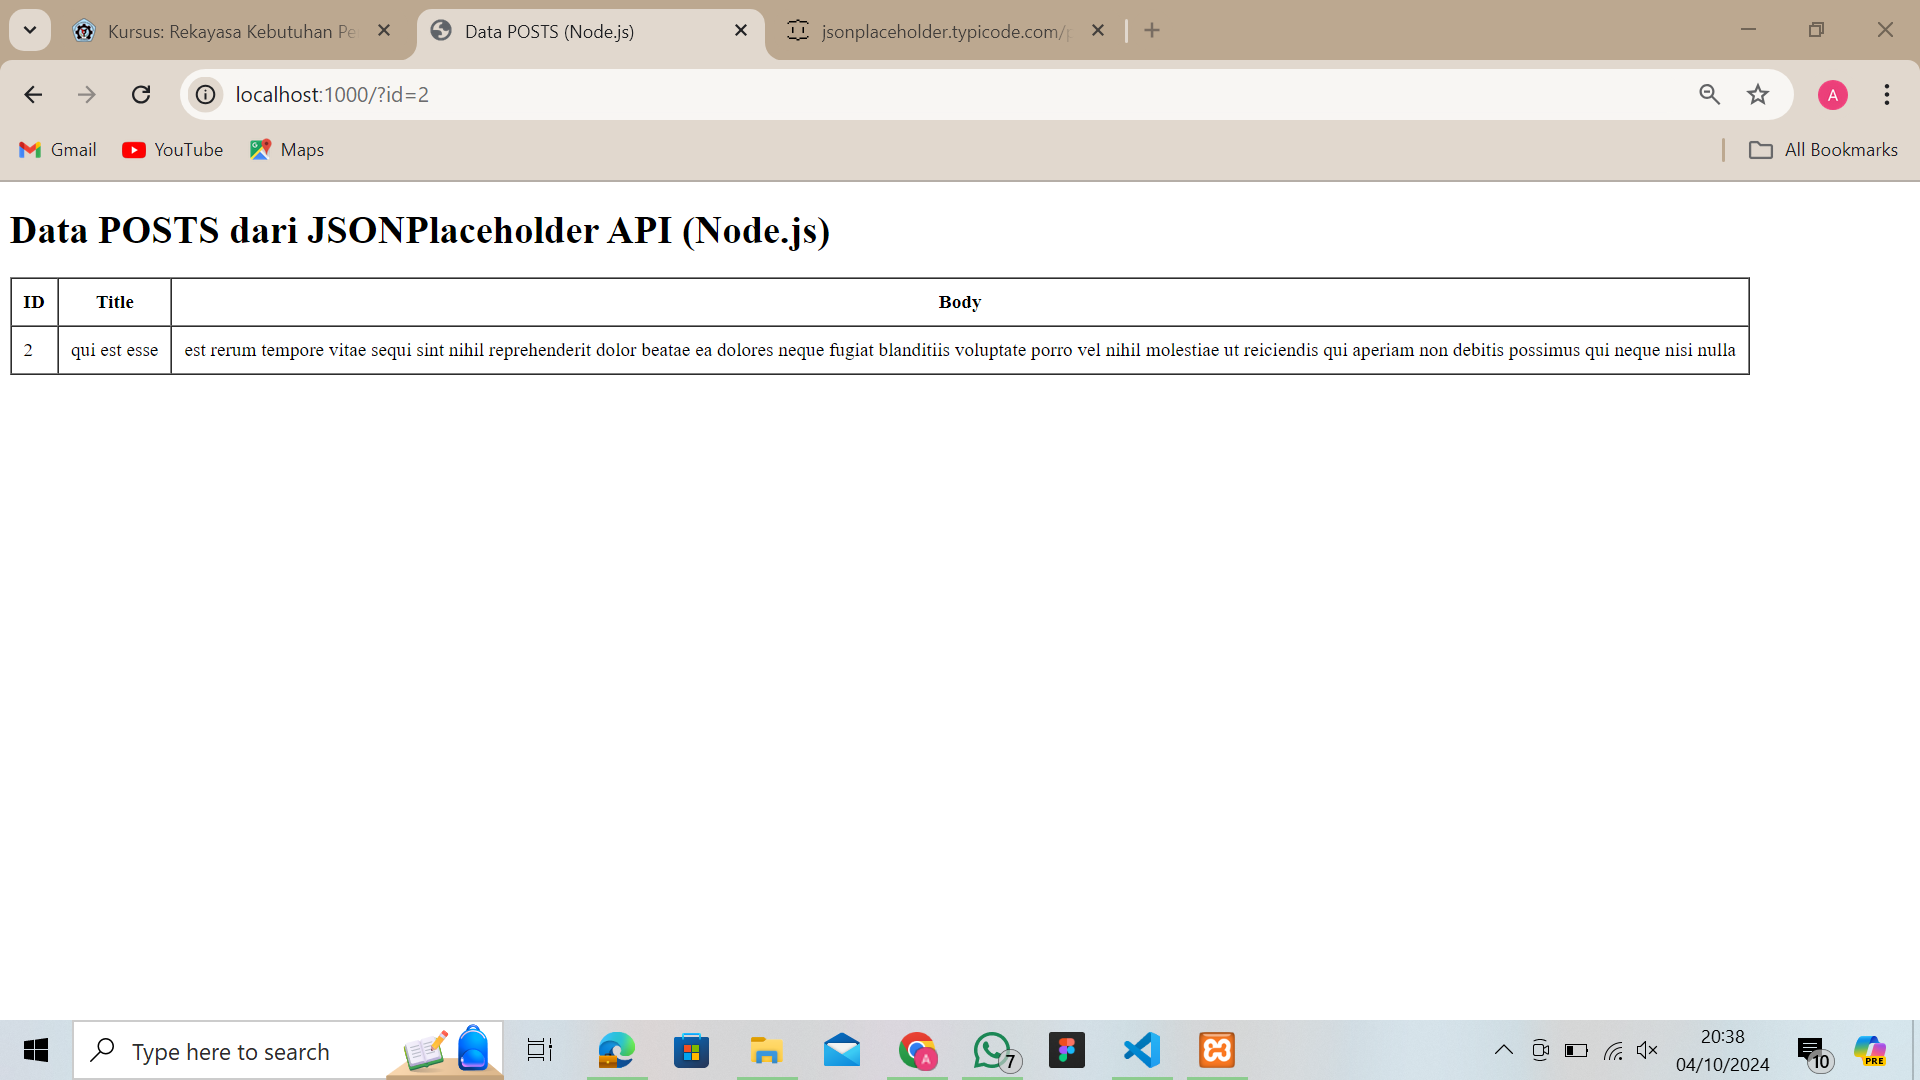 Kursus: Rekayasa Kebutuhan Pe
Data POSTS (Node.js)
jsonplaceholder.typicode.com/p
localhost:1000/?id=2
A
Gmail
YouTube
Maps
All Bookmarks
Data POSTS dari JSONPlaceholder API (Node.js)
ID Title Body
2 qui est esse est rerum tempore vitae sequi sint nihil reprehenderit dolor beatae ea dolores neque fugiat blanditiis voluptate porro vel nihil molestiae ut reiciendis qui aperiam non debitis possimus qui neque nisi nulla
Type here to search
A
7
20:38
04/10/2024
10
PRE